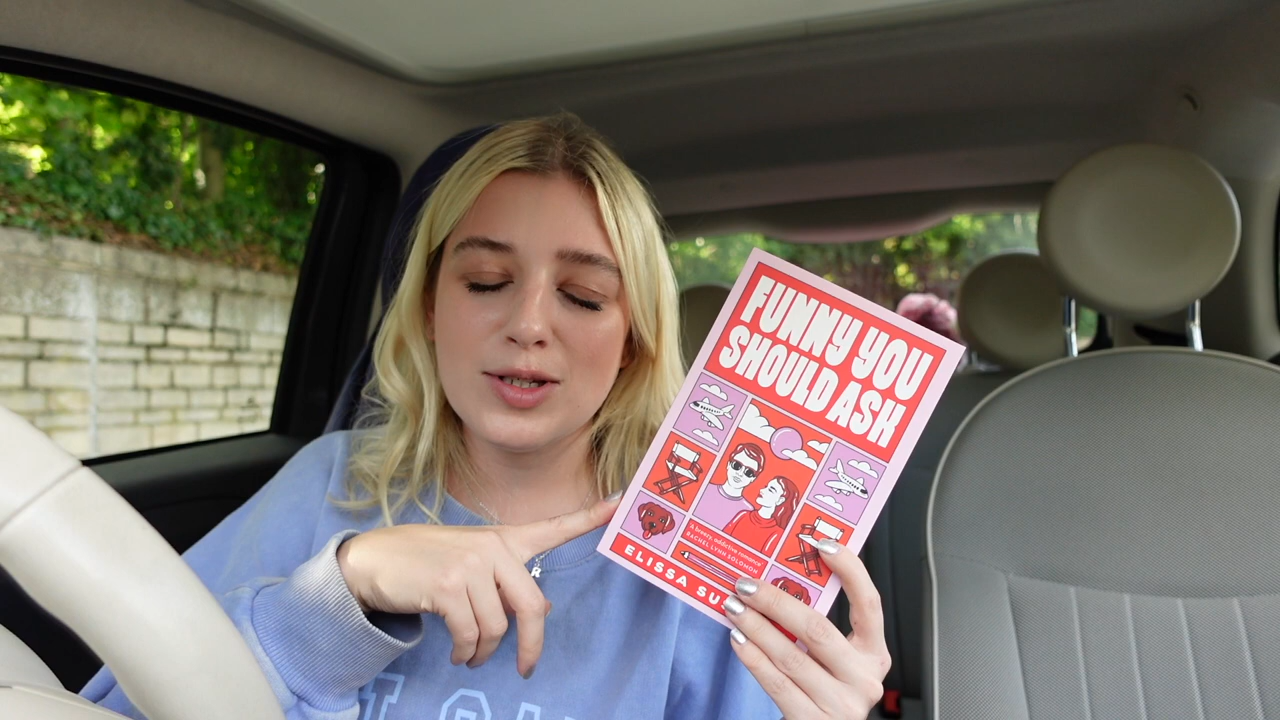 FUNNY YOU
SHOULD ASK
'A breezy, addictive romance'
RACHEL LYNN SOLOMON
ELISSA SUS
R